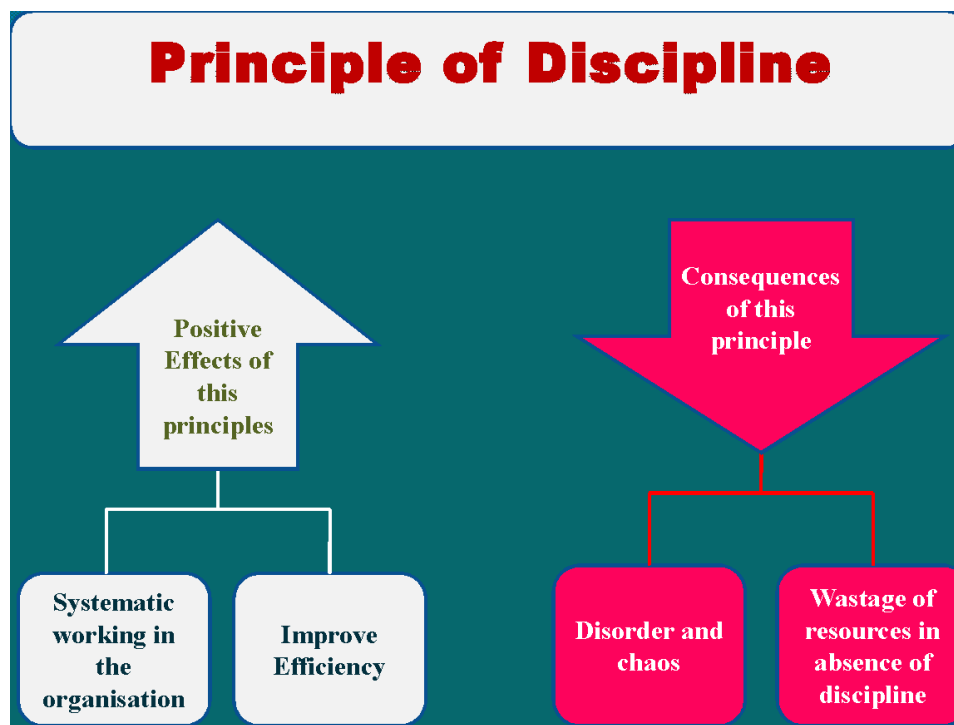 Principle of Discipline
Positive
Effects of
this
principles
Consequences
of this
principle
Systematic
working in
the
organisation
Improve
Efficiency
Disorder and
chaos
Wastage of
resources in
absence of
discipline